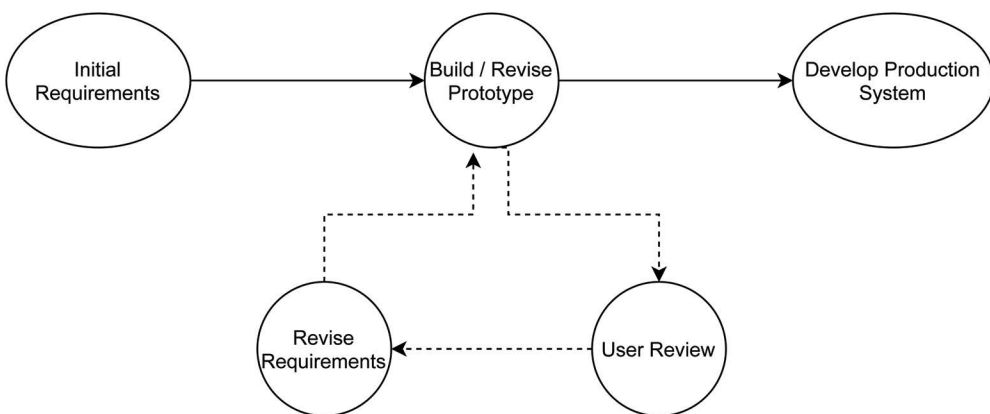 Initial
Requirements
Build / Revise
Prototype
Develop Production
System
Revise
Requirements
User Review